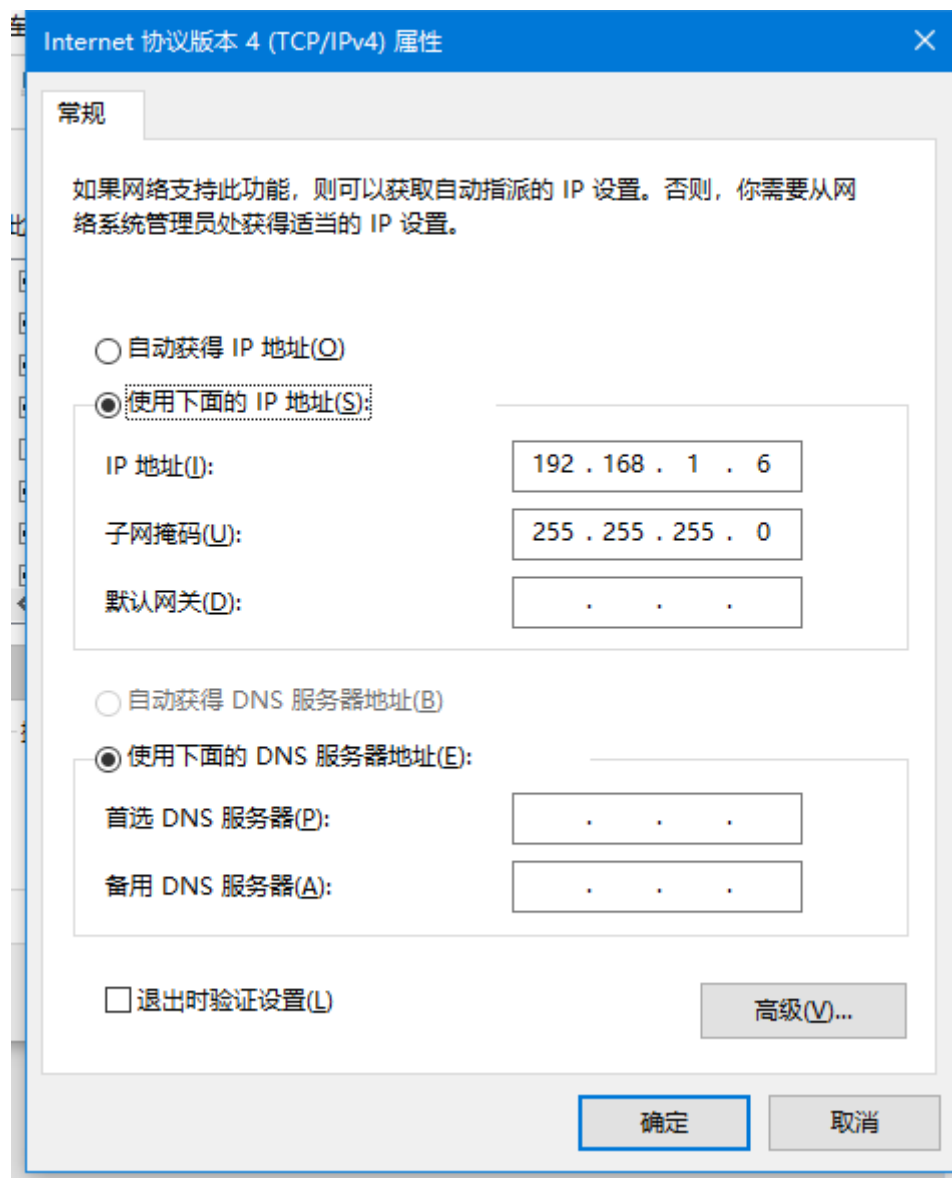 Internet 协议版本 4 (TCP/IPv4) 属性
常规
如果网络支持此功能，则可以获取自动指派的 IP 设置。否则，你需要从网
络系统管理员处获得适当的 IP 设置。
自动获得 IP 地址(O)
使用下面的 IP 地址(S):
IP 地址(I): 192 . 168 . 1 . 6
子网掩码(U): 255 . 255 . 255 . 0
默认网关(D): . . .
自动获得 DNS 服务器地址(B)
使用下面的 DNS 服务器地址(E):
首选 DNS 服务器(P): . . .
备用 DNS 服务器(A): . . .
退出时验证设置(L)
高级(V)...
确定 取消